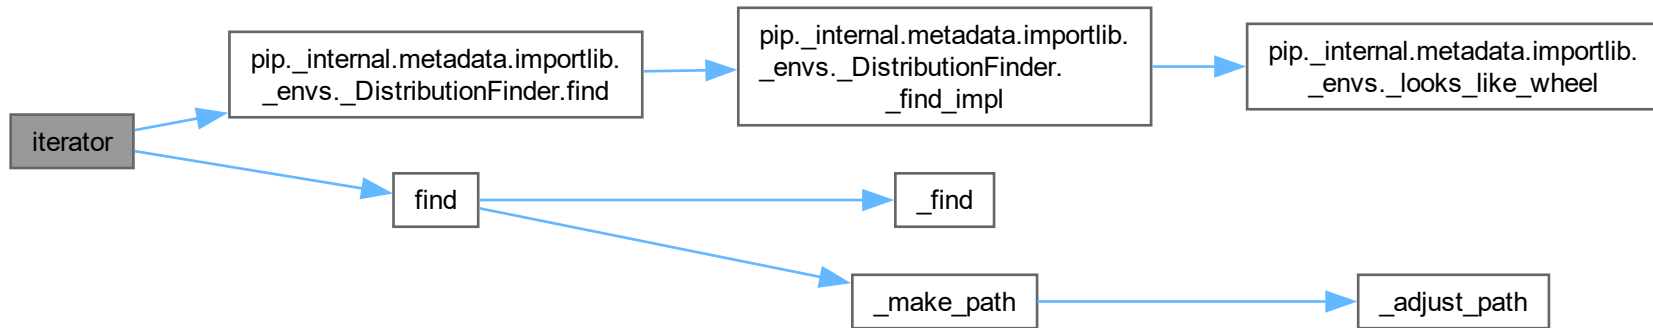 iterator
pip._internal.metadata.importlib.
_envs._DistributionFinder.find
pip._internal.metadata.importlib.
_envs._DistributionFinder.
_find_impl
pip._internal.metadata.importlib.
_envs._looks_like_wheel
find
_find
_make_path
_adjust_path